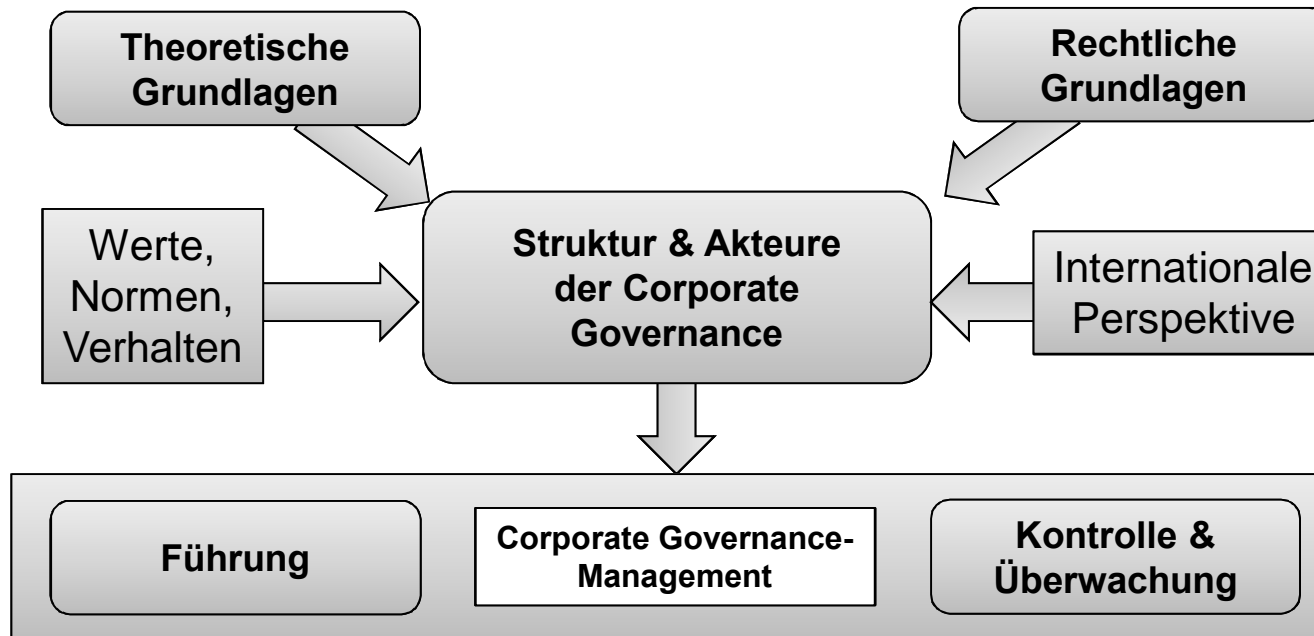 Theoretische
Grundlagen
Rechtliche
Grundlagen
Werte,
Normen,
Verhalten
Struktur & Akteure
der Corporate
Governance
Internationale
Perspektive
Führung
Corporate Governance-
Management
Kontrolle &
Überwachung